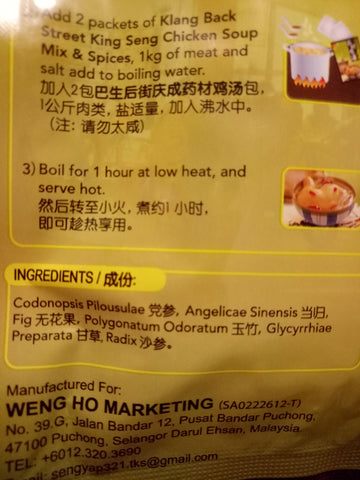 Add 2 packets of Klang Back
Street King Seng Chicken Soup
Mix & Spices, 1kg of meat and
salt add to boiling water.
加入2包巴生后街庆成药材鸡汤包,
1公斤肉类, 盐适量, 加入沸水中。
(注: 请勿太咸)
3) Boil for 1 hour at low heat, and
serve hot.
然后转至小火, 煮约1小时,
即可趁热享用。
INGREDIENTS / 成份:
Codonopsis Pilousulae 党参, Angelicae Sinensis 当归,
Fig 无花果, Polygonatum Odoratum 玉竹, Glycyrrhiae
Preparata 甘草, Radix 沙参。
Manufactured For:
WENG HO MARKETING (SA0222612-T)
No. 39.G, Jalan Bandar 12, Pusat Bandar Puchong,
47100 Puchong, Selangor Darul Ehsan, Malaysia.
TEL: +6012.320.3690
sengyap321.tks@gmail.com